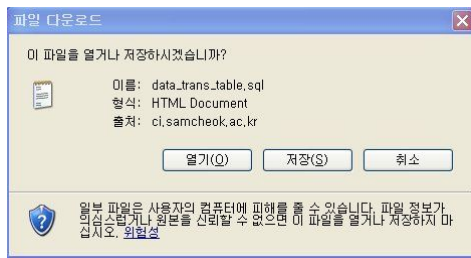 파일 다운로드
이 파일을 열거나 저장하시겠습니까?
이름: data_trans_table.sql
형식: HTML Document
출처: ci.samcheok.ac.kr
열기(O) 저장(S) 취소
일부 파일은 사용자의 컴퓨터에 피해를 줄 수 있습니다. 파일 정보가
의심스럽거나 원본을 신뢰할 수 없으면 이 파일을 열거나 저장하지 마
십시오. 위험성